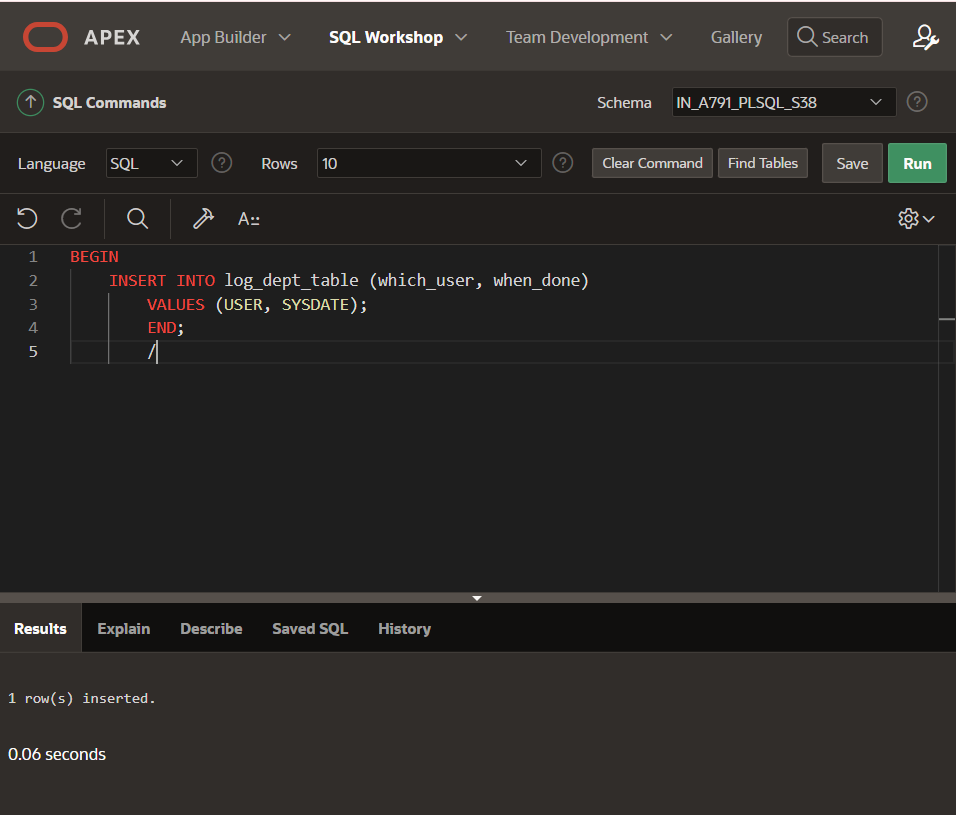 APEX App Builder SQL Workshop Team Development Gallery Search
SQL Commands Schema IN_A791_PLSQL_S38 ?
Language SQL ? Rows 10 ? Clear Command Find Tables Save Run
A::
1 BEGIN
2 INSERT INTO log_dept_table (which_user, when_done)
3 VALUES (USER, SYSDATE);
4 END;
5 /
Results Explain Describe Saved SQL History
1 row(s) inserted.
0.06 seconds